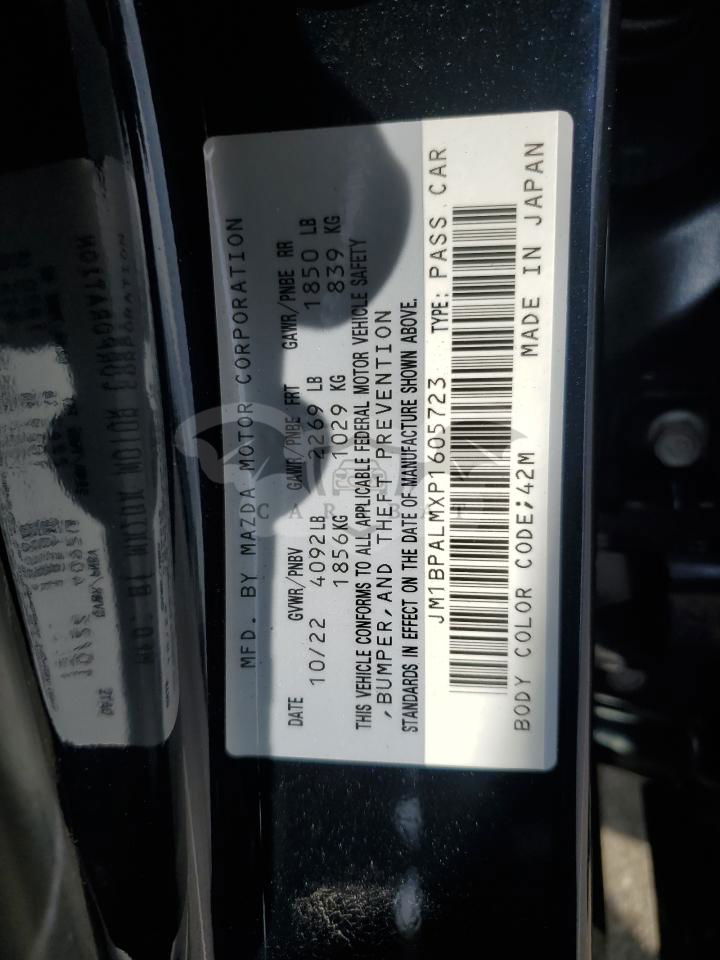 MFD. BY MAZDA MOTOR CORPORATION
DATE GVWR/PNBV GAWR/PNBE FRT GAWR/PNBE RR
10/22 4092LB 2269 LB 1850 LB
1856KG 1029 KG 839 KG
THIS VEHICLE CONFORMS TO ALL APPLICABLE FEDERAL MOTOR VEHICLE SAFETY
,BUMPER,AND THEFT PREVENTION
STANDARDS IN EFFECT ON THE DATE OF MANUFACTURE SHOWN ABOVE.
JM1BPALMXP1605723 TYPE: PASS.CAR
BODY COLOR CODE;42M MADE IN JAPAN